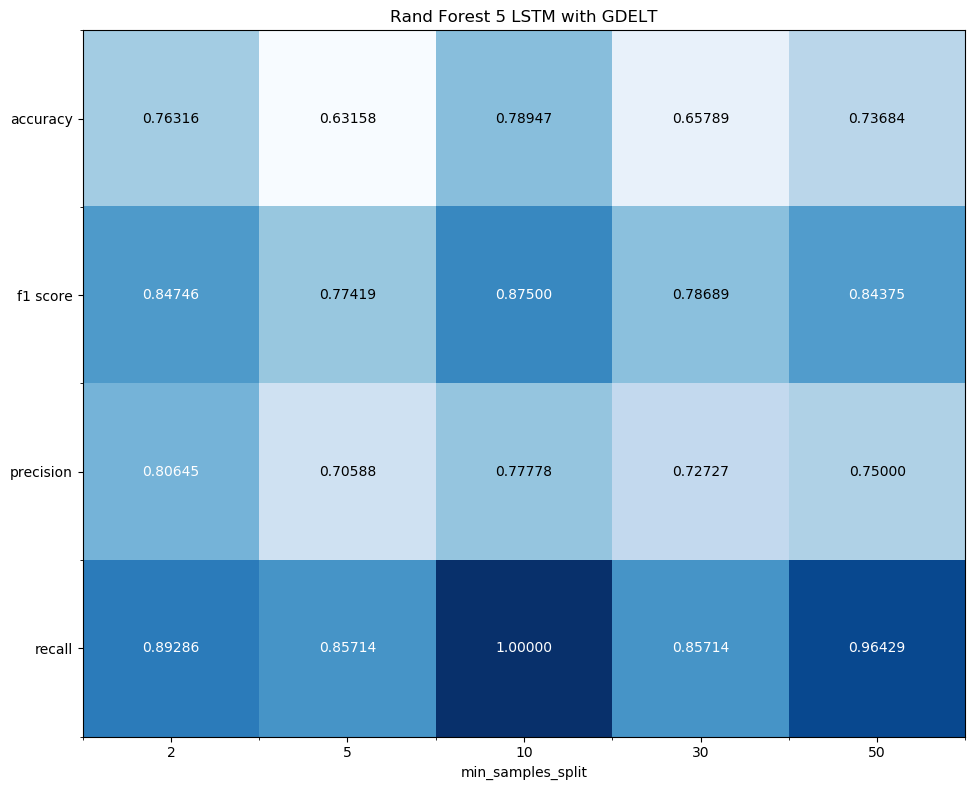 Rand Forest 5 LSTM with GDELT
accuracy 0.76316 0.63158 0.78947 0.65789 0.73684
f1 score 0.84746 0.77419 0.87500 0.78689 0.84375
precision 0.80645 0.70588 0.77778 0.72727 0.75000
recall 0.89286 0.85714 1.00000 0.85714 0.96429
2 5 10 30 50
min_samples_split